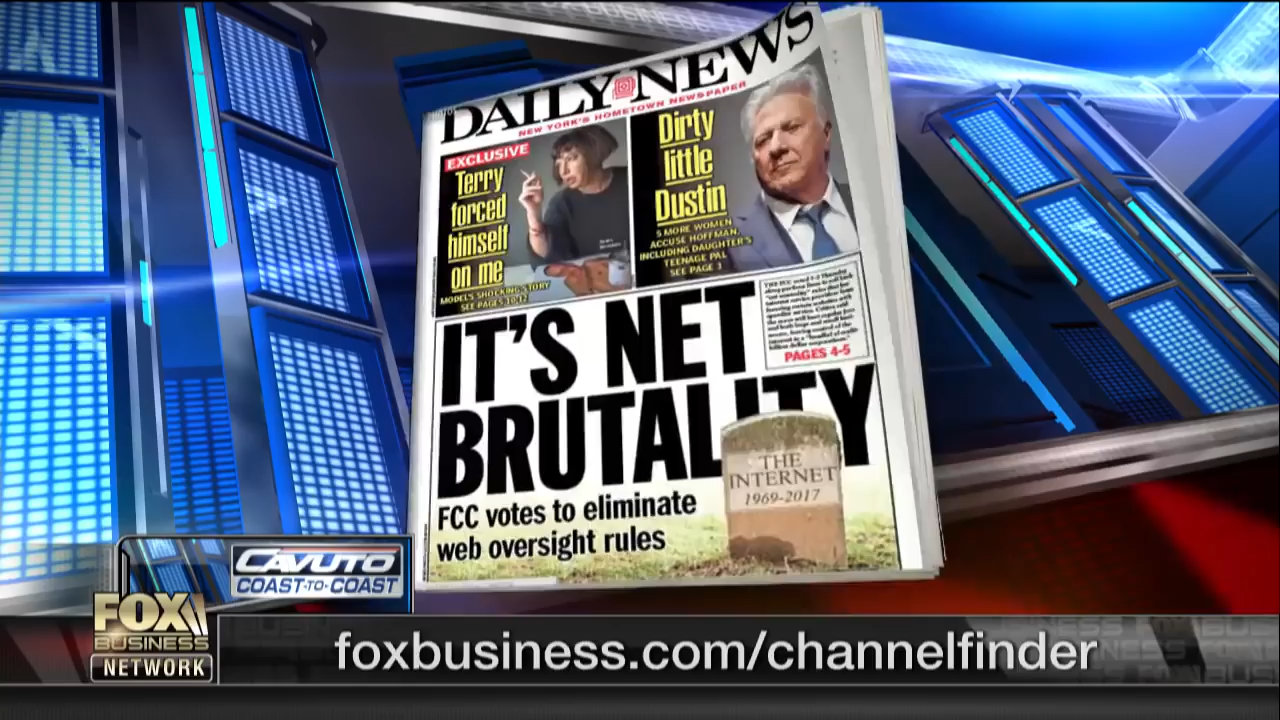 DAILY NEWS
NEW YORK'S HOMETOWN NEWSPAPER
EXCLUSIVE
Terry
forced
himself
on me
MODEL'S SHOCKING STORY
SEE PAGES 10-12
Dirty
little
Dustin
5 MORE WOMEN
ACCUSE HOFFMAN,
INCLUDING DAUGHTER'S
TEENAGE PAL
SEE PAGE 3
PAGES 4-5
IT'S NET
BRUTALITY
FCC votes to eliminate
web oversight rules
THE
INTERNET
1969-2017
CAVUTO
COAST-TO-COAST
FOX
BUSINESS
NETWORK
foxbusiness.com/channelfinder